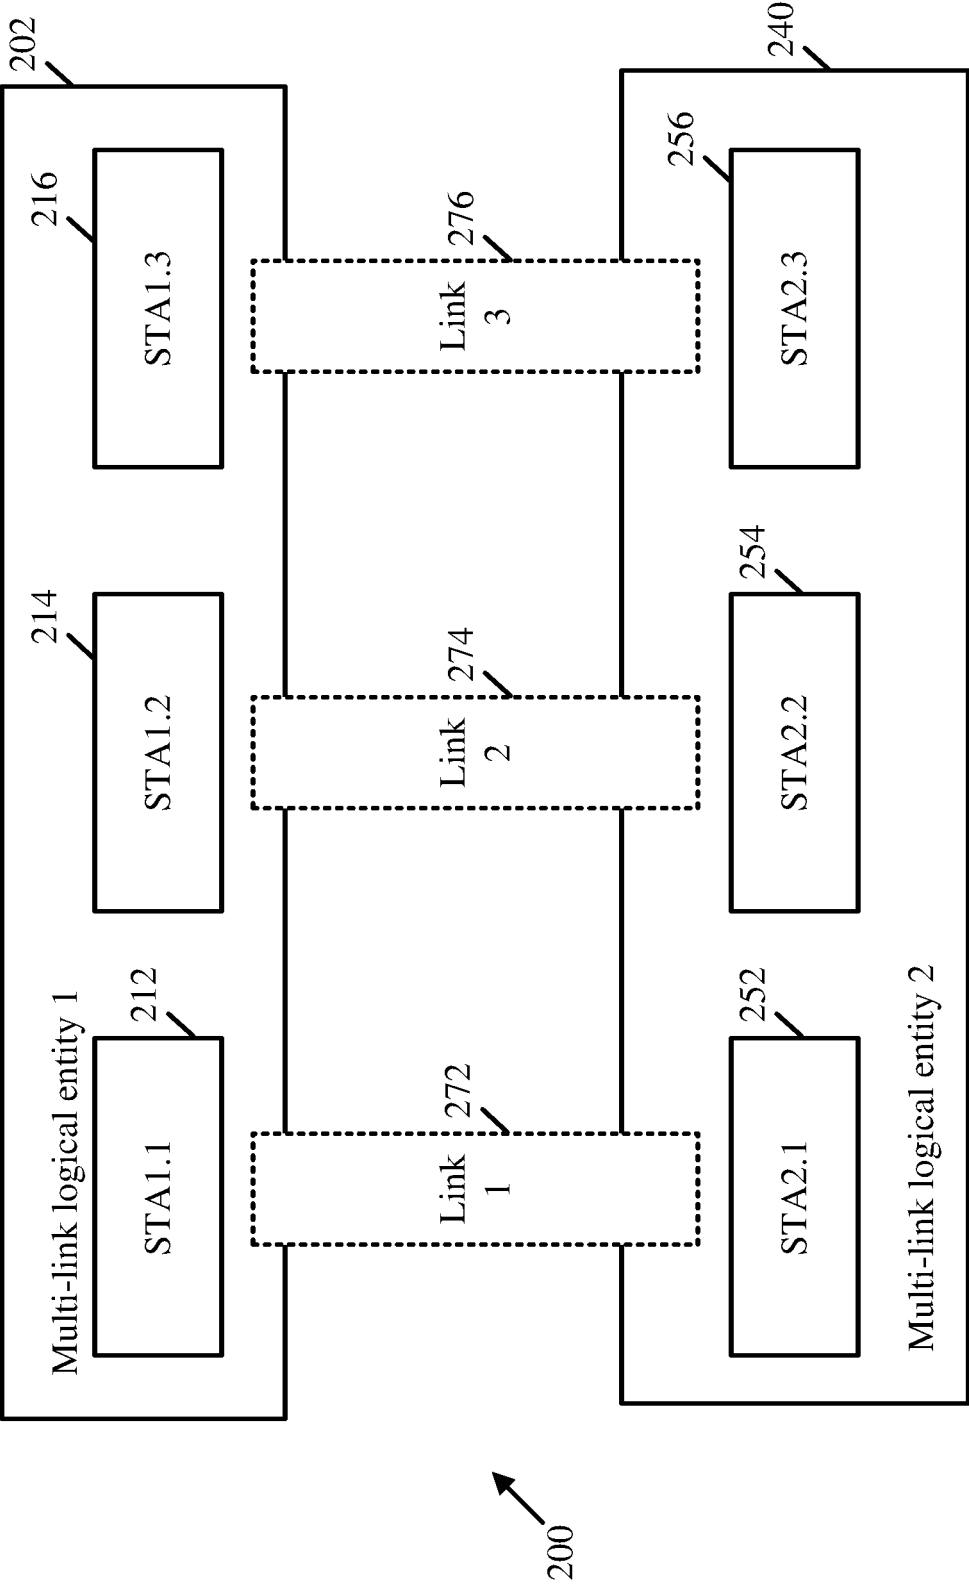 202
Multi-link logical entity 1
212
214
216
STA1.1
STA1.2
STA1.3
272
274
276
Link
1
Link
2
Link
3
252
254
256
STA2.1
STA2.2
STA2.3
240
Multi-link logical entity 2
200